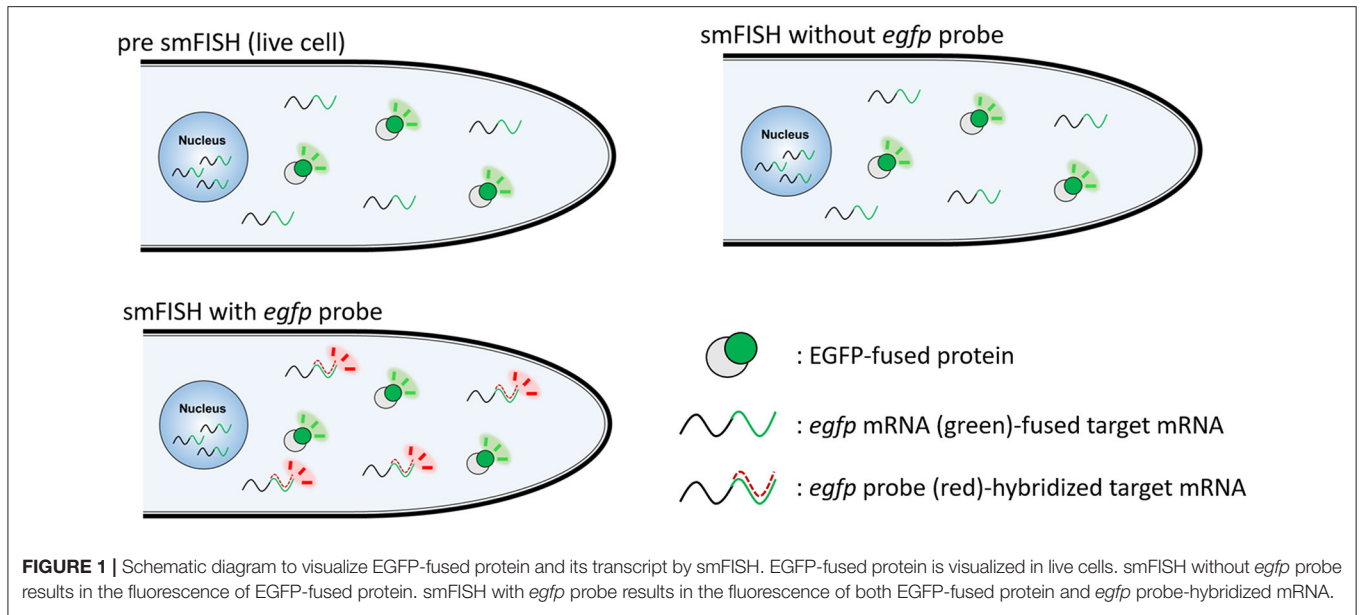 pre smFISH (live cell)
Nucleus
smFISH without egfp probe
Nucleus
smFISH with egfp probe
Nucleus
: EGFP-fused protein
: egfp mRNA (green)-fused target mRNA
: egfp probe (red)-hybridized target mRNA
FIGURE 1 | Schematic diagram to visualize EGFP-fused protein and its transcript by smFISH. EGFP-fused protein is visualized in live cells. smFISH without egfp probe
results in the fluorescence of EGFP-fused protein. smFISH with egfp probe results in the fluorescence of both EGFP-fused protein and egfp probe-hybridized mRNA.